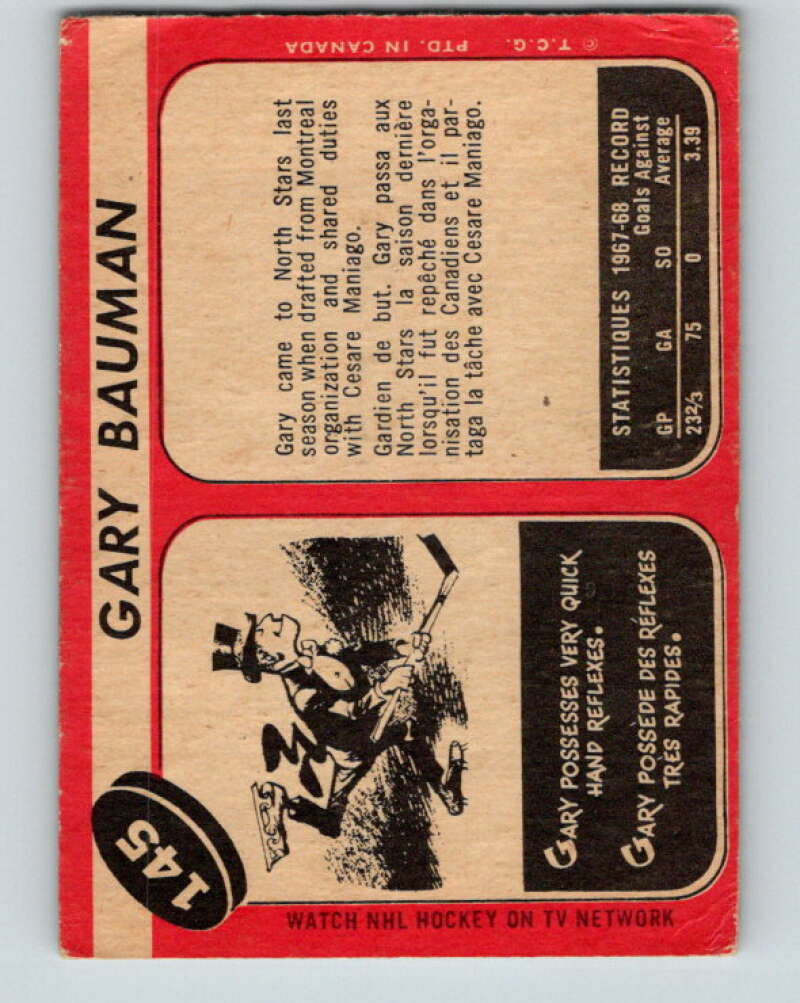 GARY BAUMAN
145
GARY POSSESSES VERY QUICK
HAND REFLEXES.
GARY POSSÈDE DES RÉFLEXES
TRÈS RAPIDES.
WATCH NHL HOCKEY ON TV NETWORK
Gary came to North Stars last
season when drafted from Montreal
organization and shared duties
with Cesare Maniago.
Gardien de but. Gary passa aux
North Stars la saison dernière
lorsqu'il fut repêché dans l'orga-
nisation des Canadiens et il par-
tagea la tâche avec Cesare Maniago.
STATISTIQUES 1967-68 RECORD
Goals Against
GP GA SO Average
23⅔ 75 0 3.39
© T.C.G. PTD. IN CANADA